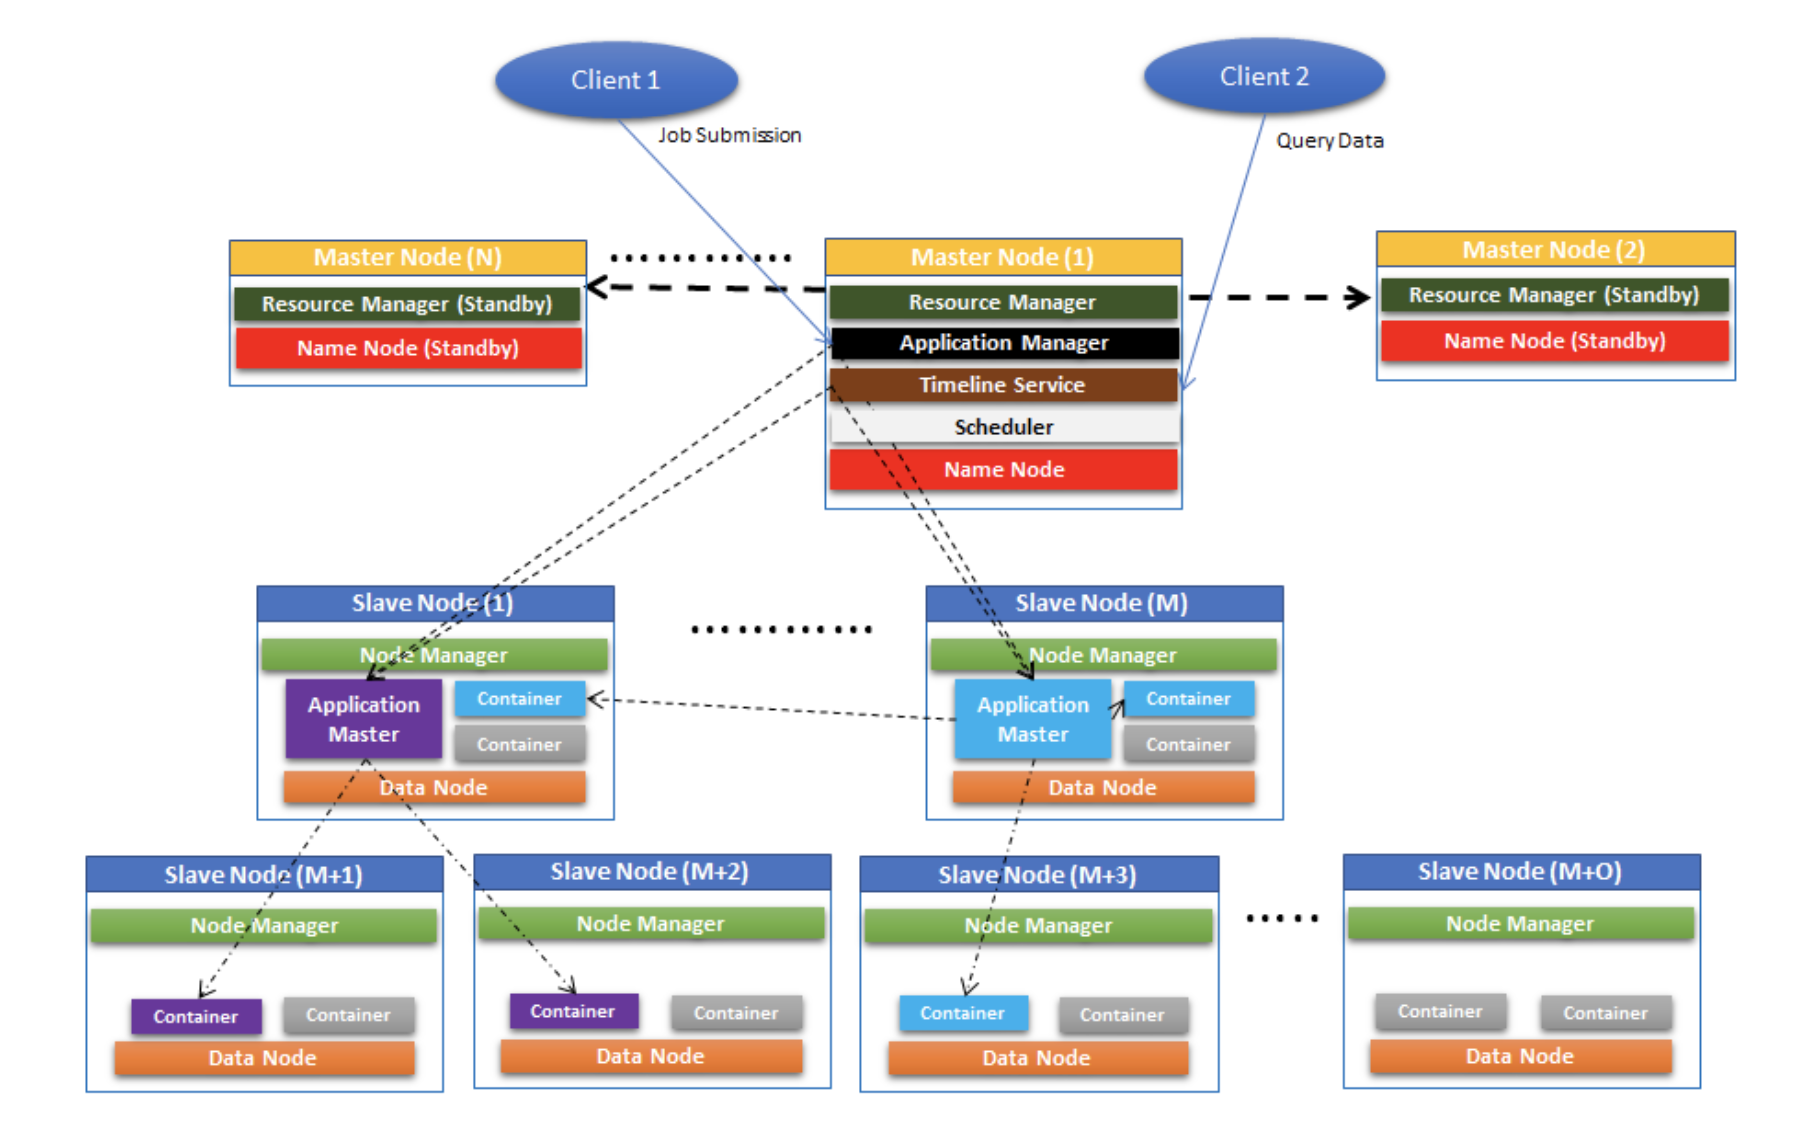 Client 1
Client 2
Job Submission
Query Data
Master Node (N)
Resource Manager (Standby)
Name Node (Standby)
Master Node (1)
Resource Manager
Application Manager
Timeline Service
Scheduler
Name Node
Master Node (2)
Resource Manager (Standby)
Name Node (Standby)
Slave Node (1)
Node Manager
Application
Master
Container
Container
Data Node
Slave Node (M)
Node Manager
Application
Master
Container
Container
Data Node
Slave Node (M+1)
Node Manager
Container
Container
Data Node
Slave Node (M+2)
Node Manager
Container
Container
Data Node
Slave Node (M+3)
Node Manager
Container
Container
Data Node
Slave Node (M+O)
Node Manager
Container
Container
Data Node